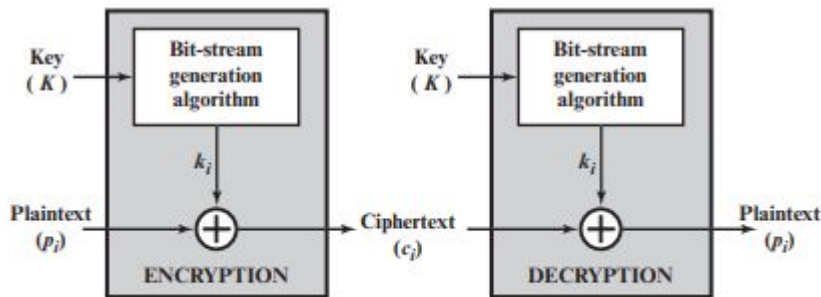 Key
( K )
Bit-stream
generation
algorithm
k_i
Plaintext
(p_i)
ENCRYPTION
Ciphertext
(c_i)
Key
( K )
Bit-stream
generation
algorithm
k_i
DECRYPTION
Plaintext
(p_i)